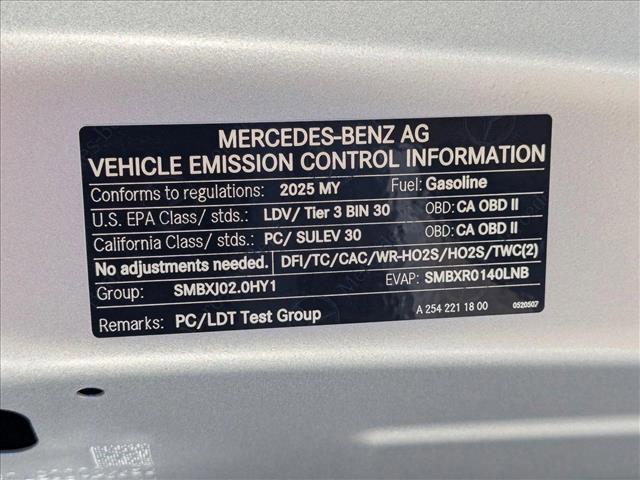 MERCEDES-BENZ AG
VEHICLE EMISSION CONTROL INFORMATION
Conforms to regulations: 2025 MY Fuel: Gasoline
U.S. EPA Class/ stds.: LDV/ Tier 3 BIN 30 OBD: CA OBD II
California Class/ stds.: PC/ SULEV 30 OBD: CA OBD II
No adjustments needed. DFI/TC/CAC/WR-HO2S/HO2S/TWC(2)
Group: SMBXJ02.0HY1 EVAP: SMBXR0140LNB
Remarks: PC/LDT Test Group A 254 221 18 00 0520507